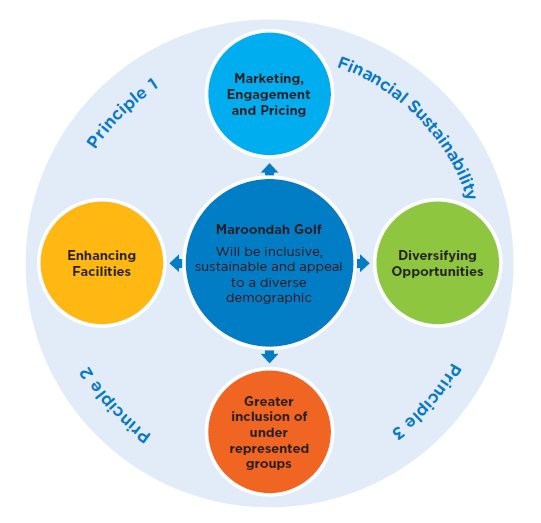 Marketing,
Engagement
and Pricing
Principle 1
Financial Sustainability
Enhancing
Facilities
Maroondah Golf
Will be inclusive,
sustainable and appeal
to a diverse
demographic
Diversifying
Opportunities
Principle 2
Principle 3
Greater
inclusion of
under
represented
groups